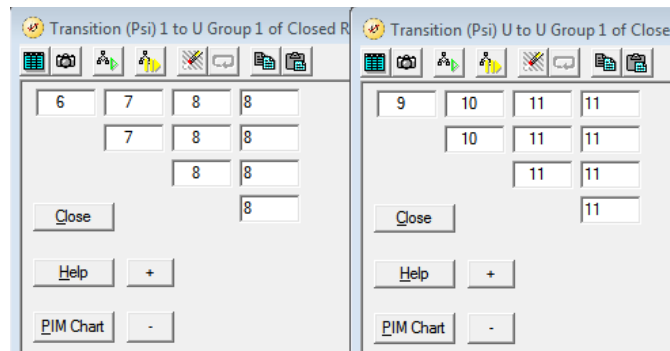 Transition (Psi) 1 to U Group 1 of Closed R
6 7 8 8
7 8 8
8 8
8
Close
Help +
PIM Chart -
Transition (Psi) U to U Group 1 of Close
9 10 11 11
10 11 11
11 11
11
Close
Help +
PIM Chart -